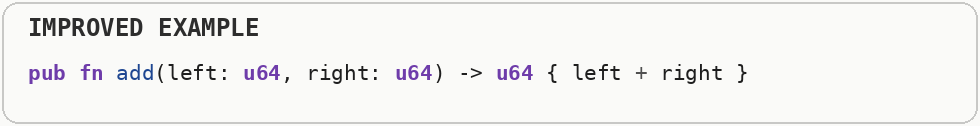 IMPROVED EXAMPLE
pub fn add(left: u64, right: u64) -> u64 { left + right }